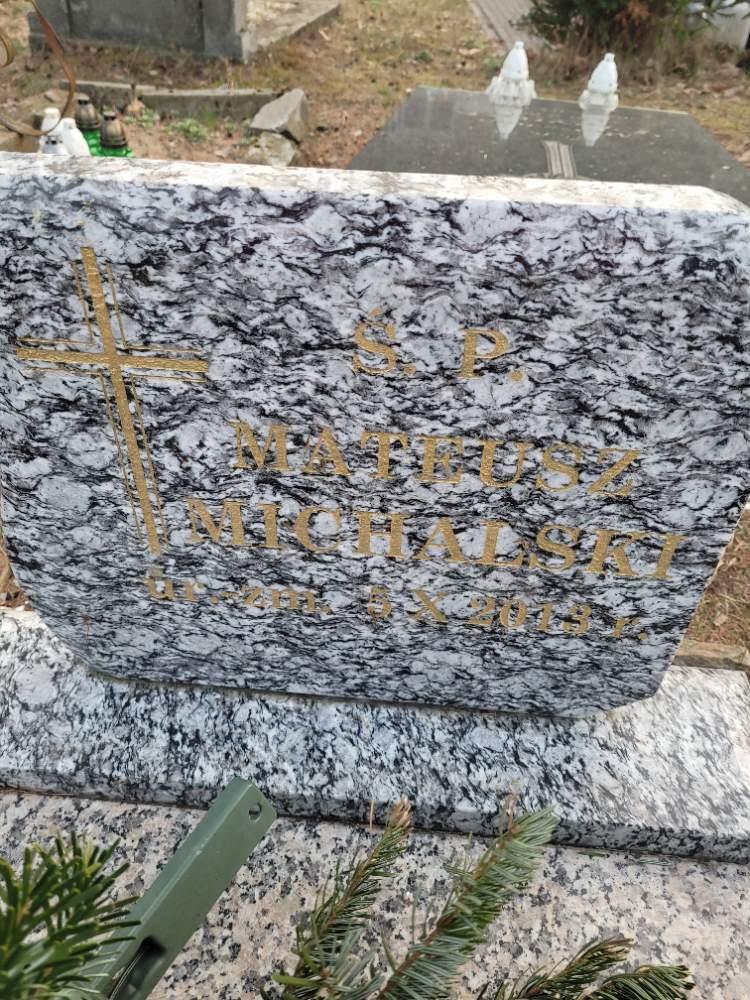 Ś. P.
MATEUSZ
MICHALSKI
ur.-zm. 5 X 2013 r.